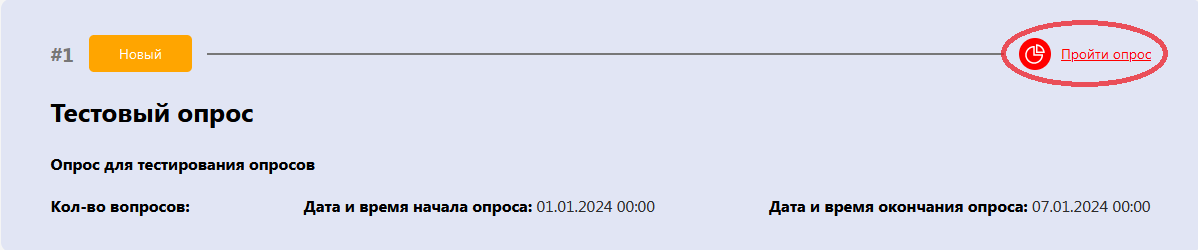 #1 Новый Пройти опрос
Тестовый опрос
Опрос для тестирования опросов
Кол-во вопросов: Дата и время начала опроса: 01.01.2024 00:00 Дата и время окончания опроса: 07.01.2024 00:00